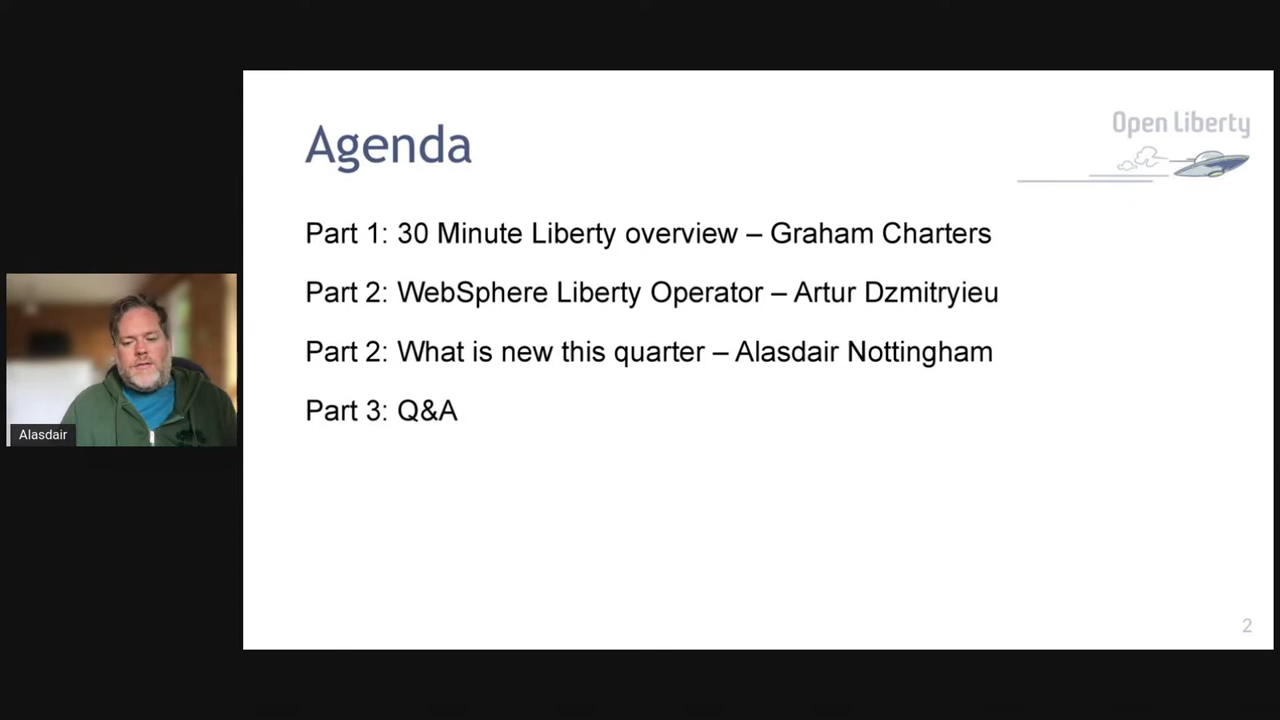 Agenda
Open Liberty
Part 1: 30 Minute Liberty overview – Graham Charters
Part 2: WebSphere Liberty Operator – Artur Dzmitryieu
Part 2: What is new this quarter – Alasdair Nottingham
Part 3: Q&A
Alasdair
2